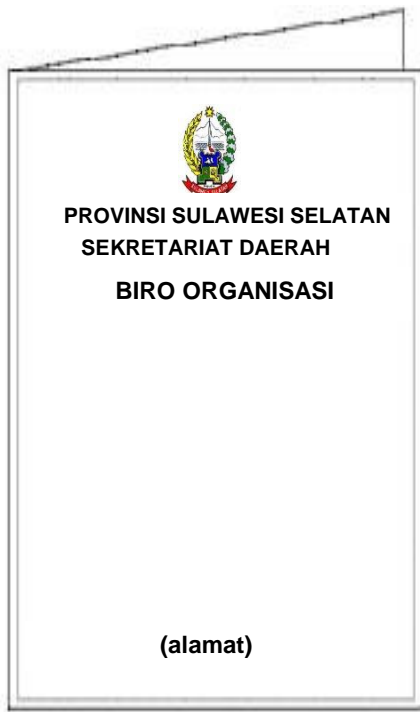 PROVINSI SULAWESI SELATAN
SEKRETARIAT DAERAH
BIRO ORGANISASI
(alamat)